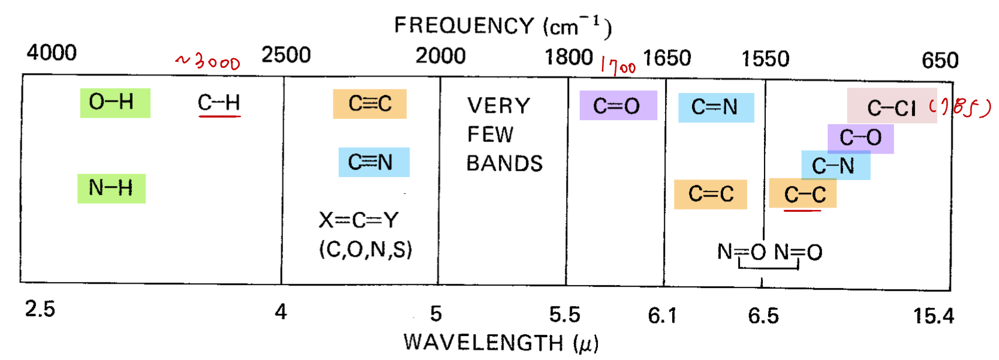 FREQUENCY (cm⁻¹)
4000 ~3000 2500 2000 1800 1700 1650 1550 650
O–H C–H C≡C VERY C=O C=N C–Cl (785)
FEW C–O
C≡N BANDS C–N
N–H C=C C–C
X=C=Y
(C,O,N,S) N=O N=O
2.5 4 5 5.5 6.1 6.5 15.4
WAVELENGTH (μ)